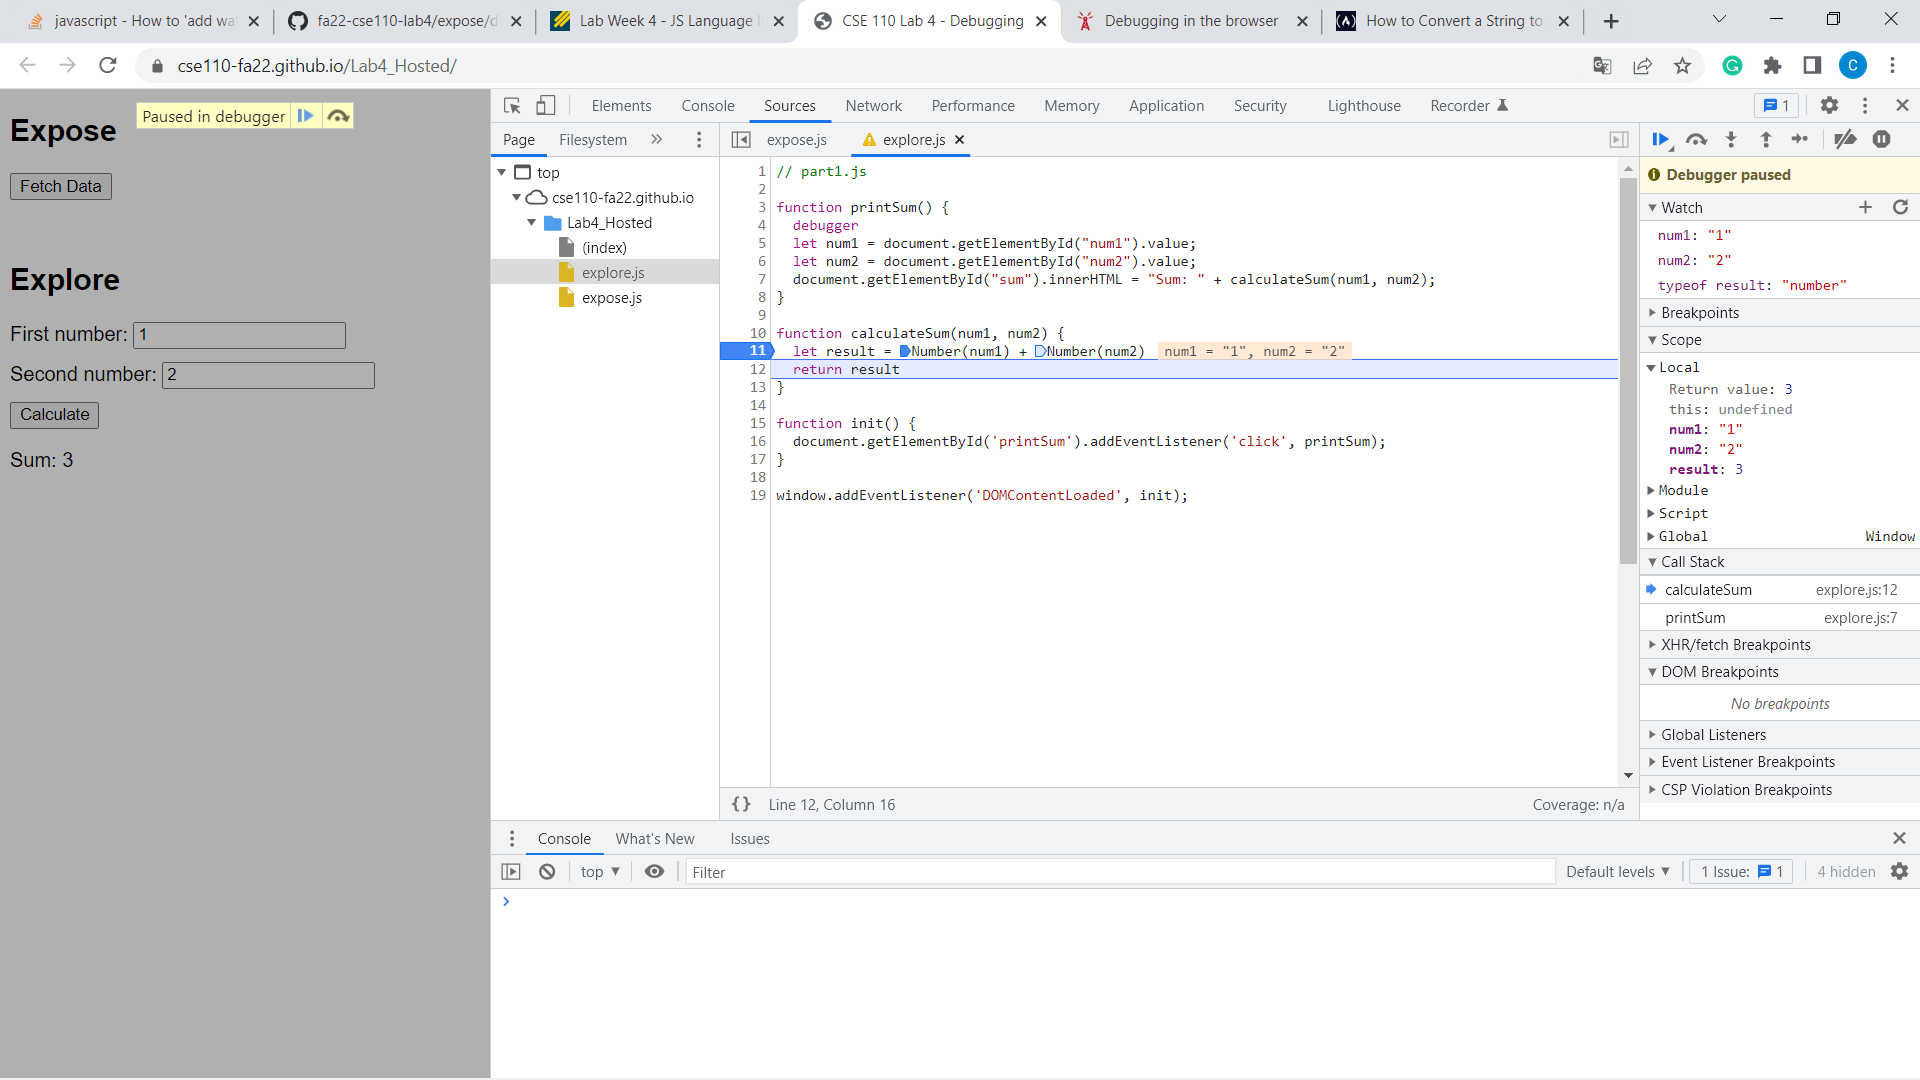 javascript - How to 'add wa
fa22-cse110-lab4/expose/d
Lab Week 4 - JS Language
CSE 110 Lab 4 - Debugging
Debugging in the browser
How to Convert a String to
cse110-fa22.github.io/Lab4_Hosted/
C
Paused in debugger
Expose
Fetch Data
Explore
First number: 1
Second number: 2
Calculate
Sum: 3
Elements Console Sources Network Performance Memory Application Security Lighthouse Recorder
1
Page Filesystem »
top
cse110-fa22.github.io
Lab4_Hosted
(index)
explore.js
expose.js
expose.js
explore.js
1 // part1.js
2
3 function printSum() {
4 debugger
5 let num1 = document.getElementById("num1").value;
6 let num2 = document.getElementById("num2").value;
7 document.getElementById("sum").innerHTML = "Sum: " + calculateSum(num1, num2);
8 }
9
10 function calculateSum(num1, num2) {
11 let result = Number(num1) + Number(num2) num1 = "1", num2 = "2"
12 return result
13 }
14
15 function init() {
16 document.getElementById('printSum').addEventListener('click', printSum);
17 }
18
19 window.addEventListener('DOMContentLoaded', init);
{} Line 12, Column 16
Coverage: n/a
Debugger paused
Watch
num1: "1"
num2: "2"
typeof result: "number"
Breakpoints
Scope
Local
Return value: 3
this: undefined
num1: "1"
num2: "2"
result: 3
Module
Script
Global Window
Call Stack
calculateSum explore.js:12
printSum explore.js:7
XHR/fetch Breakpoints
DOM Breakpoints
No breakpoints
Global Listeners
Event Listener Breakpoints
CSP Violation Breakpoints
Console What's New Issues
top
Filter
Default levels
1 Issue: 1
4 hidden